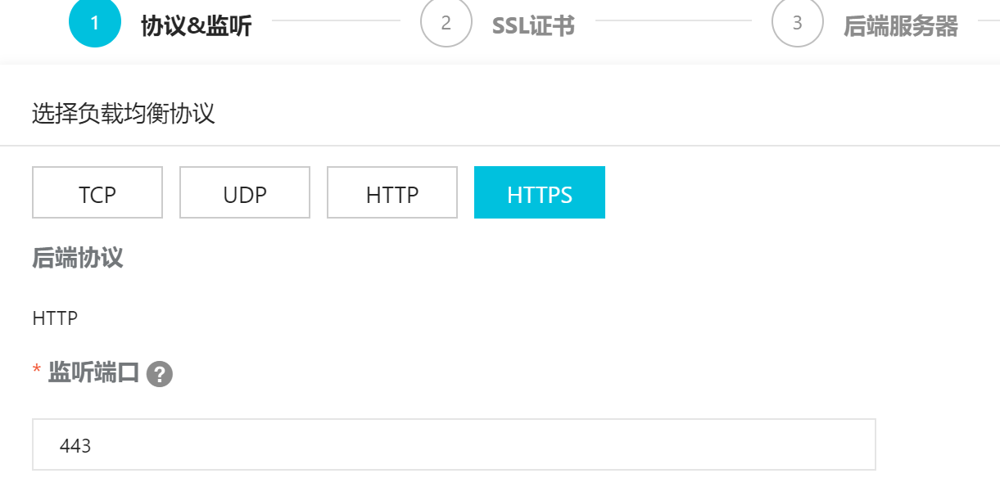 1 协议&监听 2 SSL证书 3 后端服务器
选择负载均衡协议
TCP UDP HTTP HTTPS
后端协议
HTTP
* 监听端口 ?
443